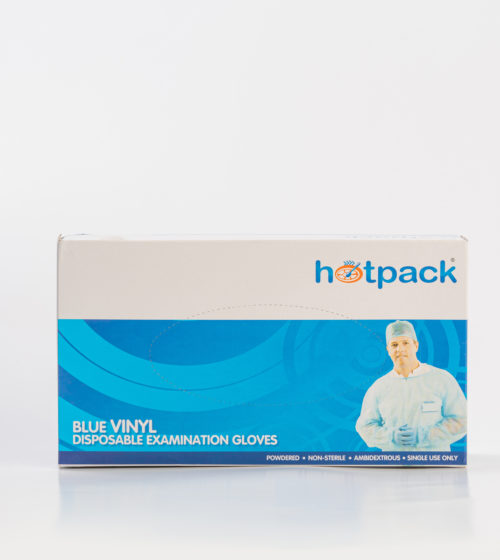 hotpack®
BLUE VINYL
DISPOSABLE EXAMINATION GLOVES
POWDERED • NON-STERILE • AMBIDEXTROUS • SINGLE USE ONLY